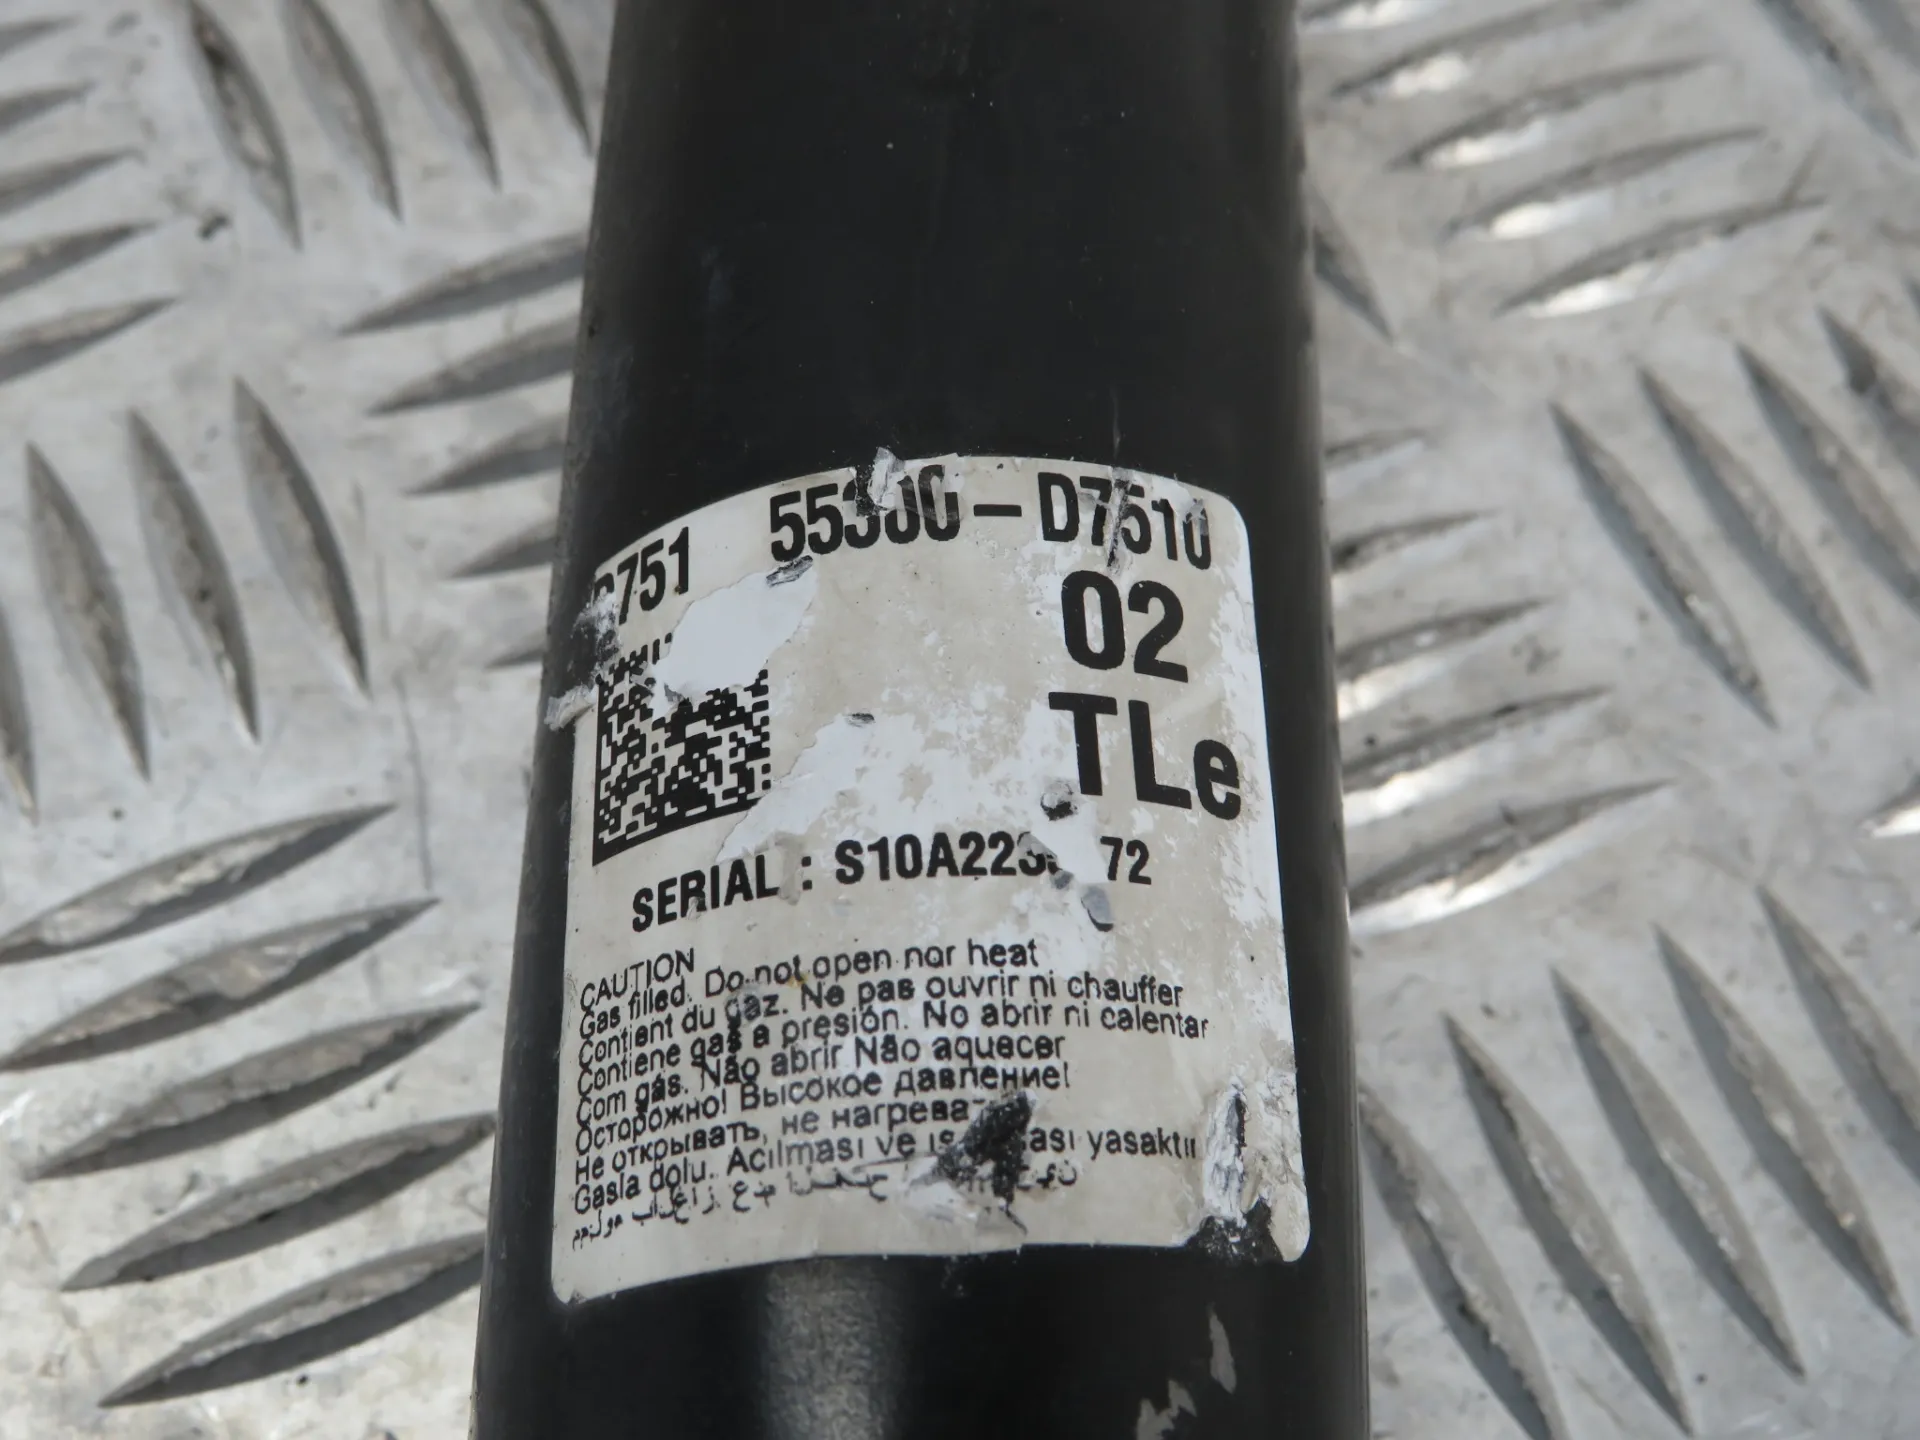 D751 55300-D7510
02
TLe
SERIAL : 72
CAUTION
Gas filled. Do not open nor heat
Contient du gaz. Ne pas ouvrir ni chauffer
Contiene gas a presión. No abrir ni calentar
Com gás. Não abrir Não aquecer
Осторожно! Высокое давление!
Не открывать, не
Gasla dolu. Acılması ve yasaktır